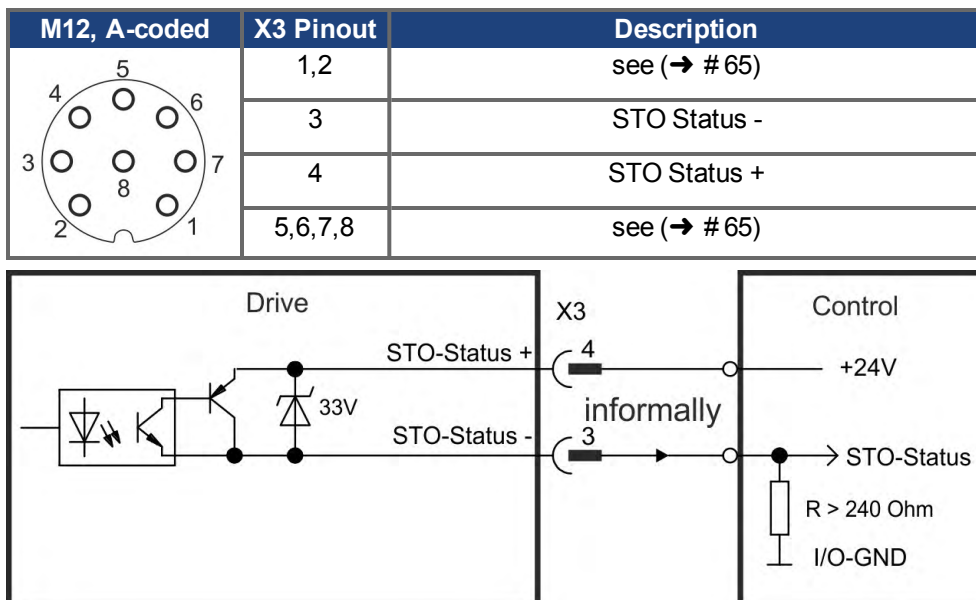 M12, A-coded X3 Pinout Description
1,2 see (➜ # 65)
3 STO Status -
4 STO Status +
5,6,7,8 see (➜ # 65)
5
4 6
3 7
8
2 1
Drive X3 Control
STO-Status + 4 +24V
33V informally
STO-Status - 3 STO-Status
R > 240 Ohm
I/O-GND